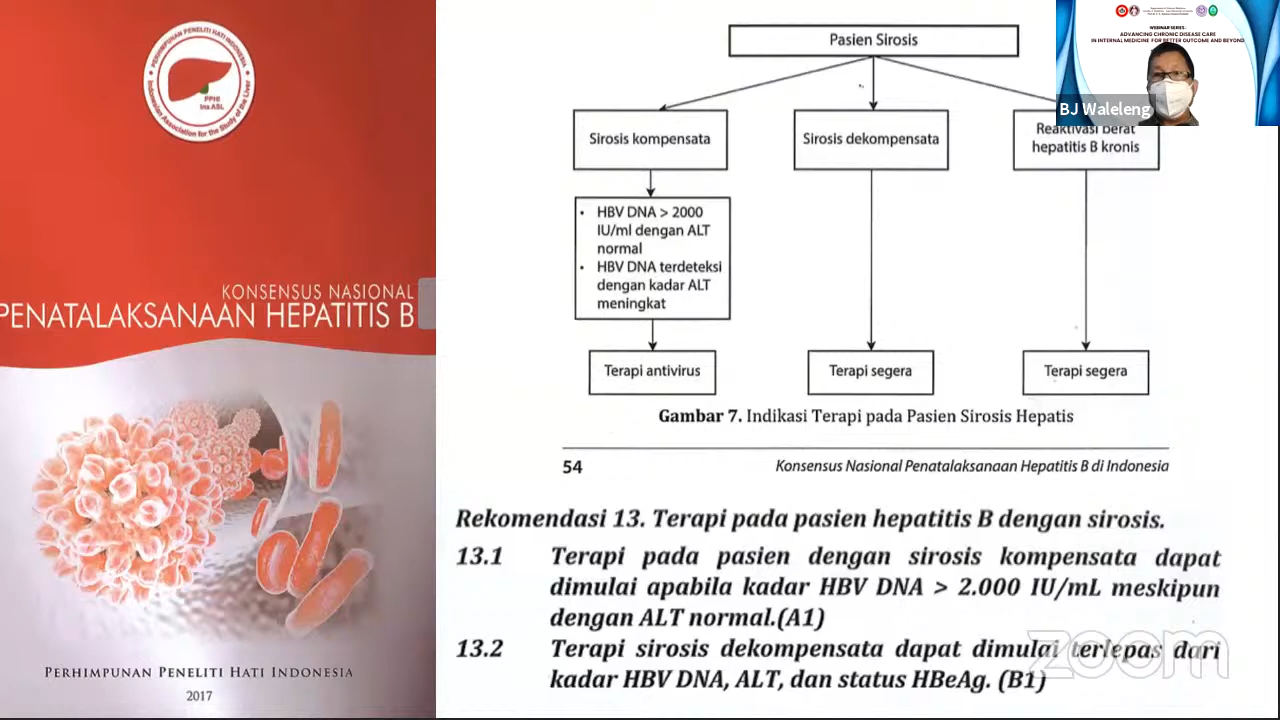 PERHIMPUNAN PENELITI HATI INDONESIA
PPHI
Ina ASL
Indonesian Association for the Study of the Liver
KONSENSUS NASIONAL
PENATALAKSANAAN HEPATITIS B
PERHIMPUNAN PENELITI HATI INDONESIA
2017
Pasien Sirosis
Sirosis kompensata
Sirosis dekompensata
Reaktivasi berat
hepatitis B kronis
• HBV DNA > 2000
IU/ml dengan ALT
normal
• HBV DNA terdeteksi
dengan kadar ALT
meningkat
Terapi antivirus
Terapi segera
Terapi segera
Gambar 7. Indikasi Terapi pada Pasien Sirosis Hepatis
54
Konsensus Nasional Penatalaksanaan Hepatitis B di Indonesia
Rekomendasi 13. Terapi pada pasien hepatitis B dengan sirosis.
13.1 Terapi pada pasien dengan sirosis kompensata dapat
dimulai apabila kadar HBV DNA > 2.000 IU/mL meskipun
dengan ALT normal.(A1)
13.2 Terapi sirosis dekompensata dapat dimulai terlepas dari
kadar HBV DNA, ALT, dan status HBeAg. (B1)
zoom
WEBINAR SERIES:
ADVANCING CHRONIC DISEASE CARE
IN INTERNAL MEDICINE FOR BETTER OUTCOME AND BEYOND
BJ Waleleng